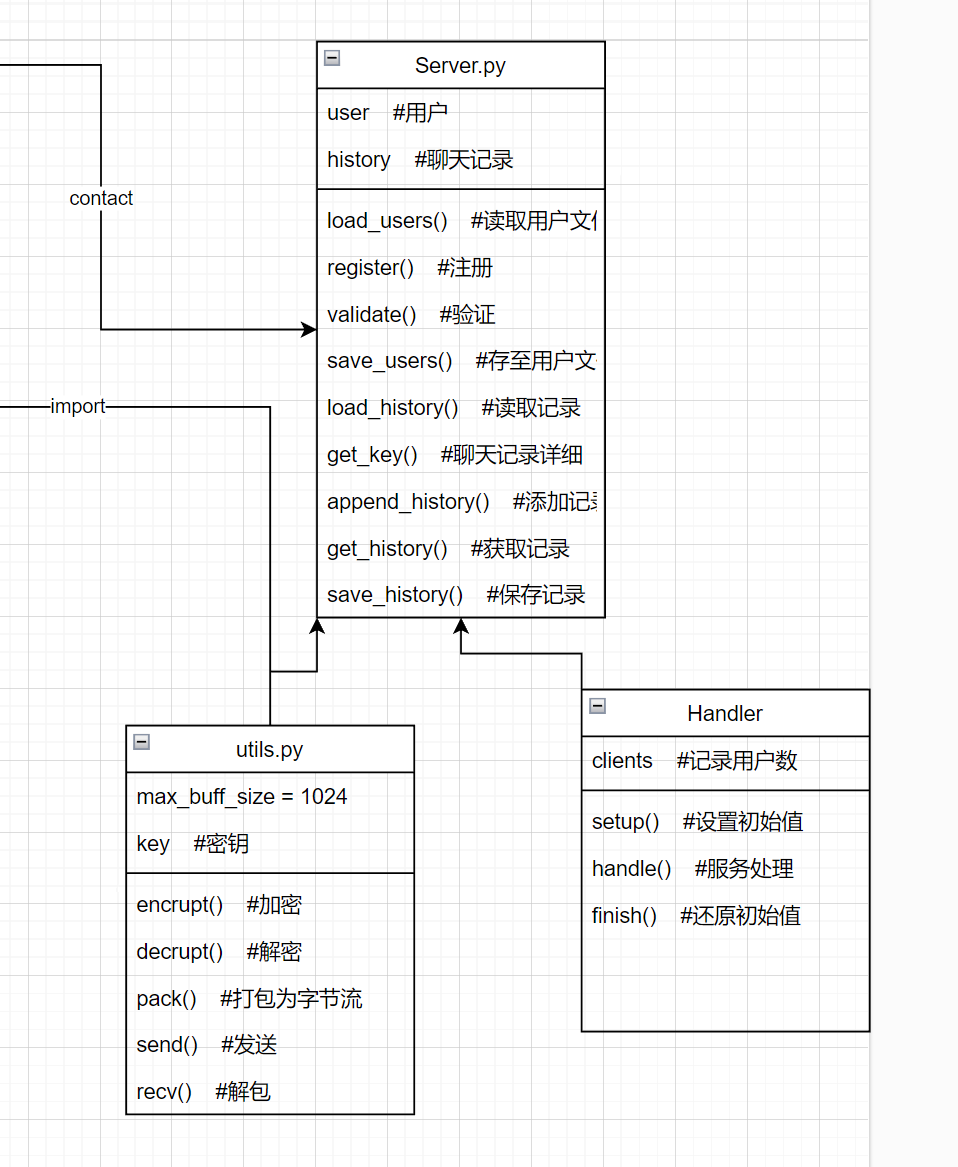 Server.py
user #用户
history #聊天记录
contact
load_users() #读取用户文
register() #注册
validate() #验证
save_users() #存至用户文
load_history() #读取记录
import
get_key() #聊天记录详细
append_history() #添加记
get_history() #获取记录
save_history() #保存记录
utils.py
max_buff_size = 1024
key #密钥
encrupt() #加密
decrupt() #解密
pack() #打包为字节流
send() #发送
recv() #解包
Handler
clients #记录用户数
setup() #设置初始值
handle() #服务处理
finish() #还原初始值